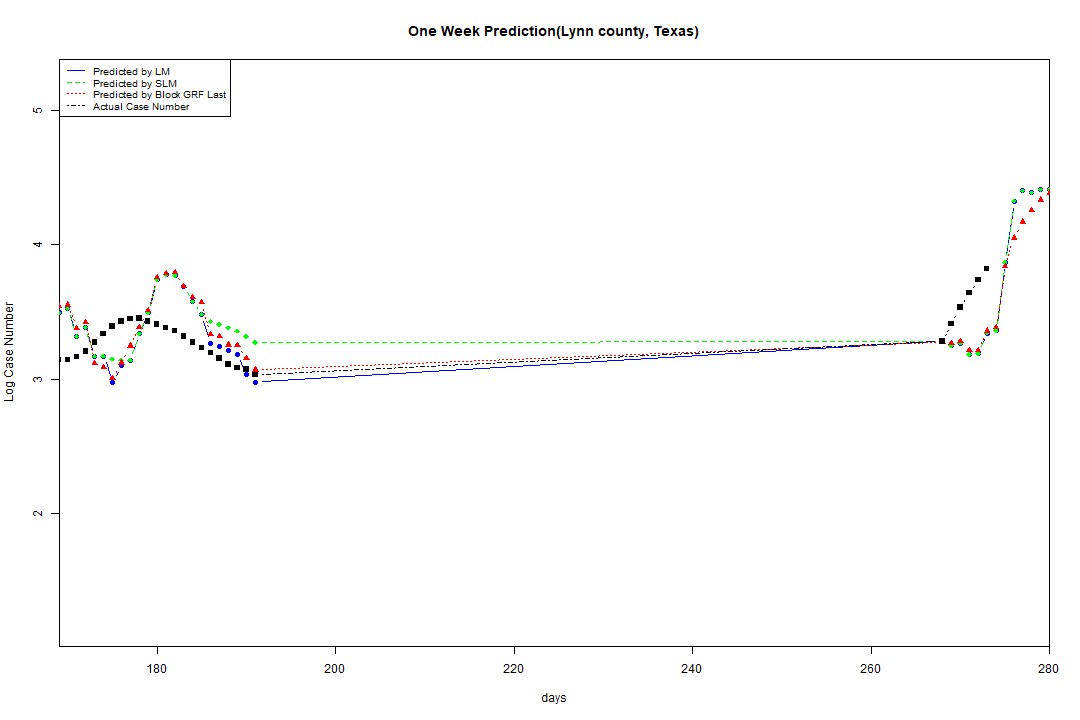 One Week Prediction(Lynn county, Texas)
Predicted by LM
Predicted by SLM
Predicted by Block GRF Last
Actual Case Number
5
4
3
2
Log Case Number
180
200
220
240
260
280
days